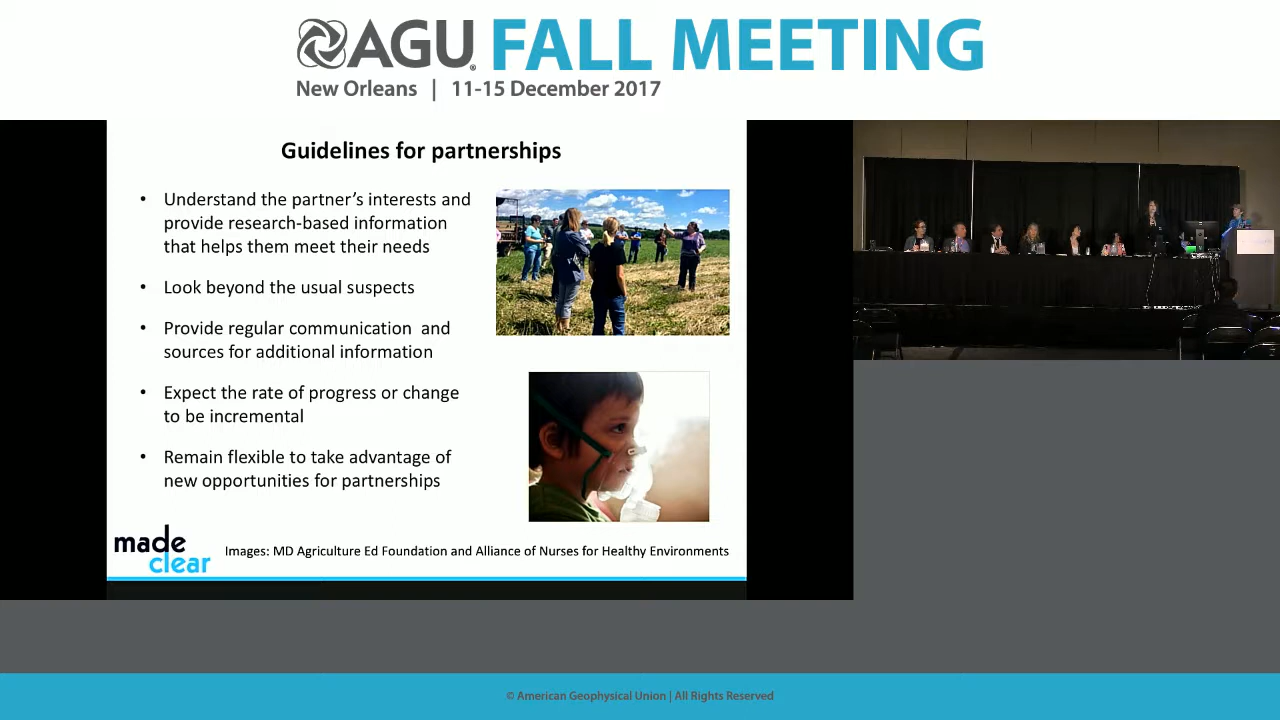 AGU FALL MEETING
New Orleans | 11-15 December 2017
Guidelines for partnerships
• Understand the partner's interests and
provide research-based information
that helps them meet their needs
• Look beyond the usual suspects
• Provide regular communication and
sources for additional information
• Expect the rate of progress or change
to be incremental
• Remain flexible to take advantage of
new opportunities for partnerships
made
clear
Images: MD Agriculture Ed Foundation and Alliance of Nurses for Healthy Environments
© American Geophysical Union | All Rights Reserved